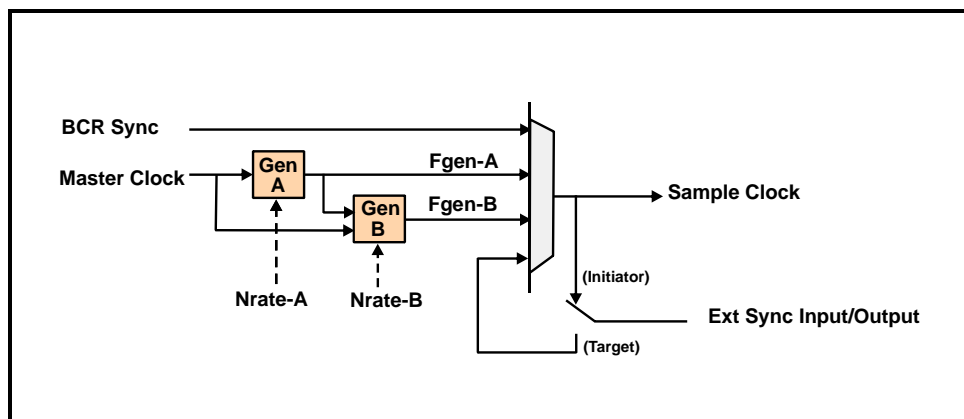 BCR Sync
Master Clock
Gen
A
Fgen-A
Gen
B
Fgen-B
Sample Clock
(Initiator)
Nrate-A
Nrate-B
Ext Sync Input/Output
(Target)